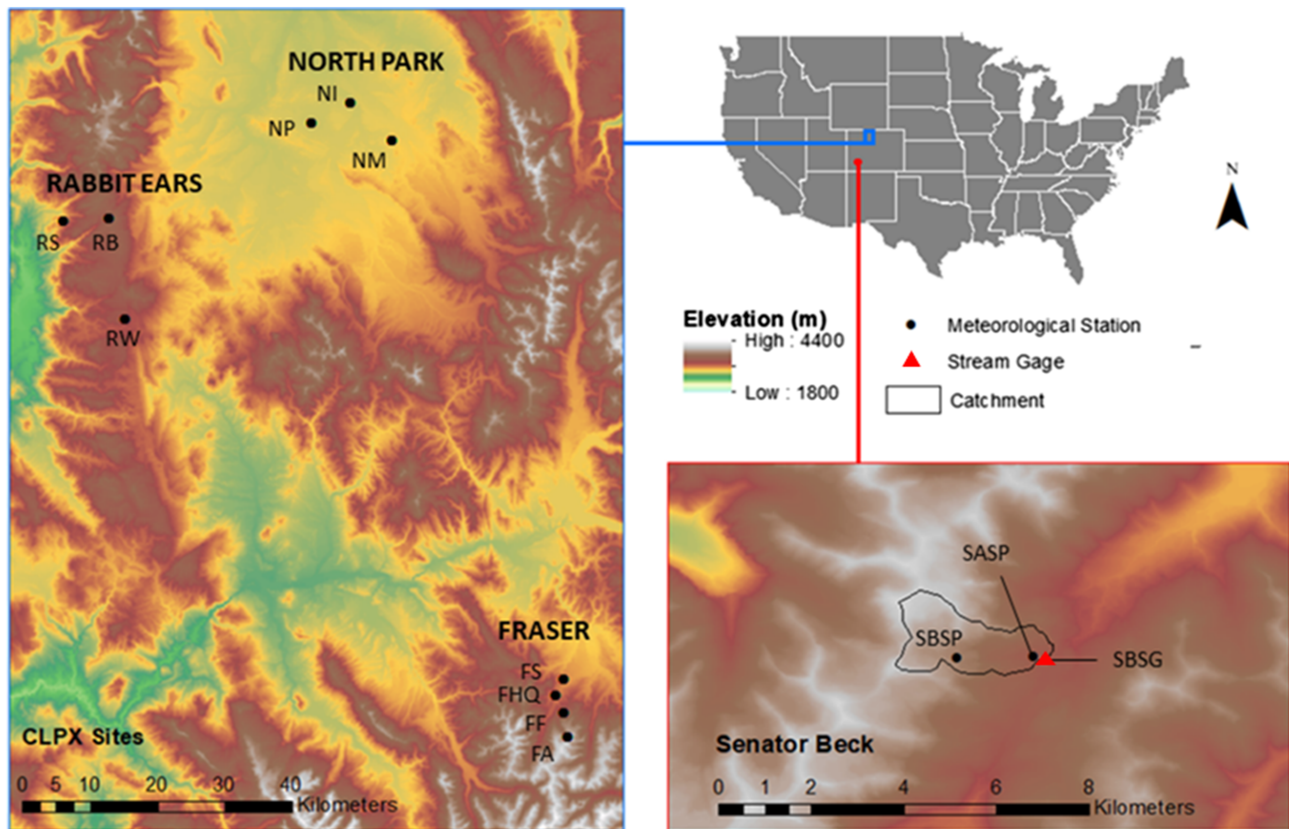 NORTH PARK
NI
NP
NM
RABBIT EARS
RS
RB
RW
FRASER
FS
FHQ
FF
FA
CLPX Sites
0 5 10 20 30 40
Kilometers
N
Elevation (m)
High : 4400
Low : 1800
Meteorological Station
Stream Gage
Catchment
SASP
SBSP
SBSG
Senator Beck
0 1 2 4 6 8
Kilometers